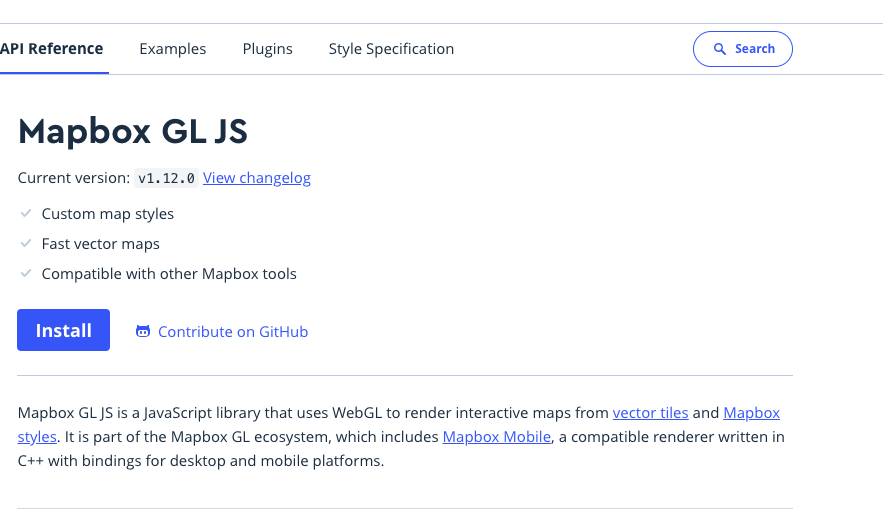 API Reference Examples Plugins Style Specification Search
Mapbox GL JS
Current version: v1.12.0 View changelog
Custom map styles
Fast vector maps
Compatible with other Mapbox tools
Install Contribute on GitHub
Mapbox GL JS is a JavaScript library that uses WebGL to render interactive maps from vector tiles and Mapbox
styles. It is part of the Mapbox GL ecosystem, which includes Mapbox Mobile, a compatible renderer written in
C++ with bindings for desktop and mobile platforms.